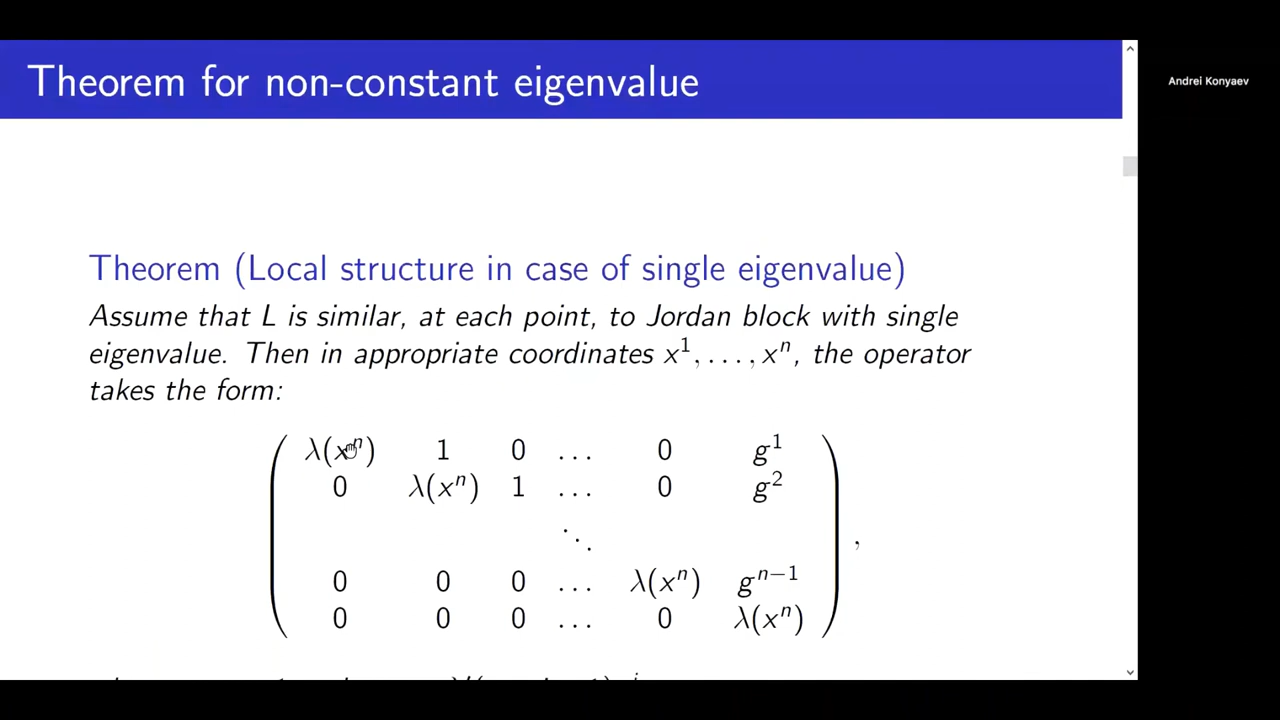 Theorem for non-constant eigenvalue
Andrei Konyaev
Theorem (Local structure in case of single eigenvalue)
Assume that L is similar, at each point, to Jordan block with single
eigenvalue. Then in appropriate coordinates x¹, . . . , xⁿ, the operator
takes the form:
λ(xⁿ) 1 0 . . . 0 g¹
0 λ(xⁿ) 1 . . . 0 g²
⋱
0 0 0 . . . λ(xⁿ) gⁿ⁻¹
0 0 0 . . . 0 λ(xⁿ)
,